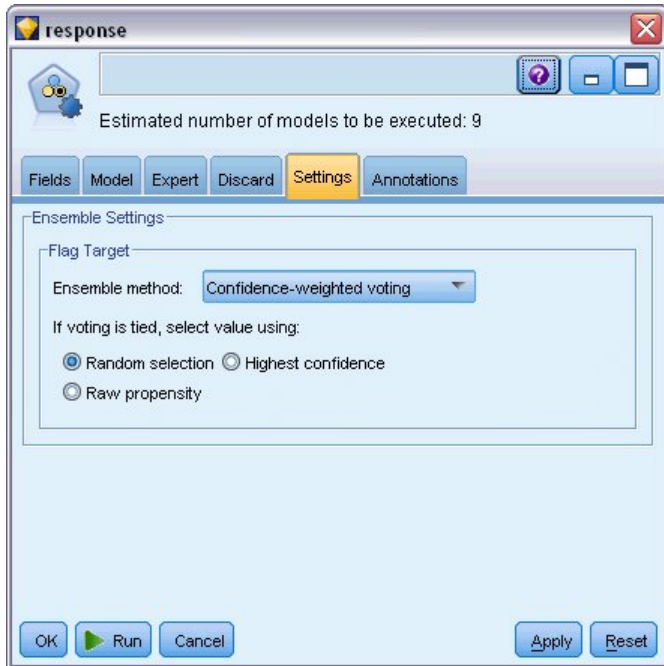 response
?
Estimated number of models to be executed: 9
Fields Model Expert Discard Settings Annotations
Ensemble Settings
Flag Target
Ensemble method: Confidence-weighted voting
If voting is tied, select value using:
Random selection Highest confidence
Raw propensity
OK Run Cancel Apply Reset